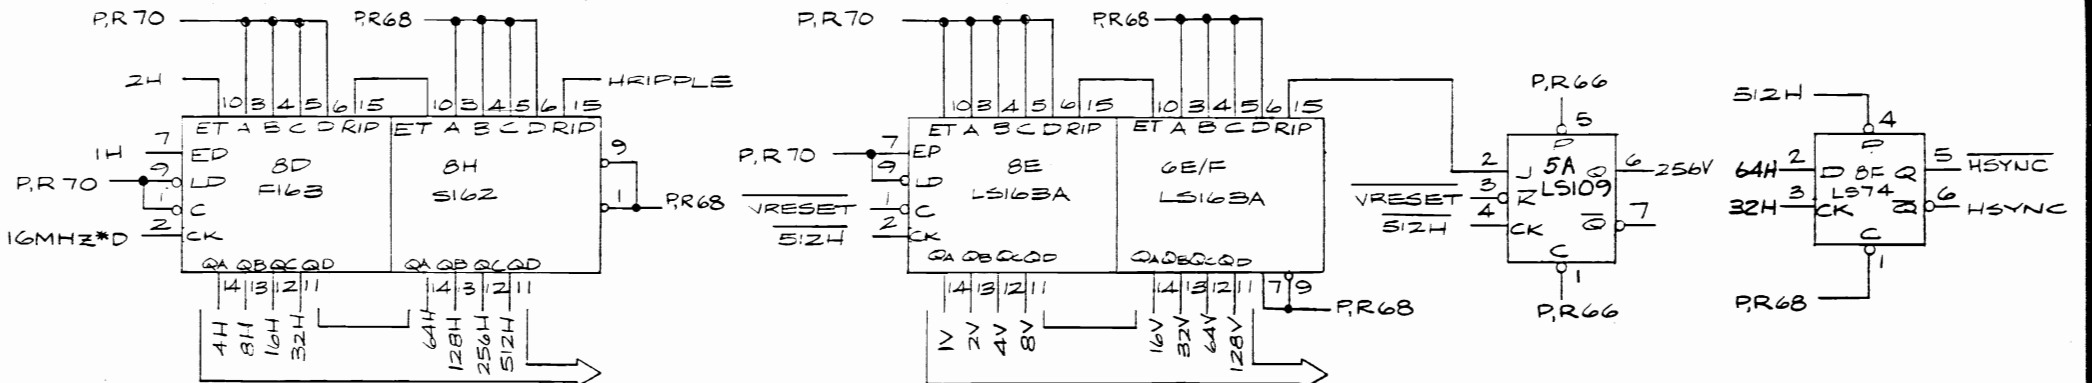 P,R70 P,R68 P,R70 P,R68
2H HRIPPLE P,R66 512H
10 3 4 5 6 15 10 3 4 5 6 15 10 3 4 5 6 15 10 3 4 5 6 15 5 4
ET A B C D RIP ET A B C D RIP ET A B C D RIP ET A B C D RIP P P
1H 7 ED 8D 8H 9 P,R70 7 EP 8E 6E/F 2 J 5A Q 6 256V 64H 2 D 8F Q 5 HSYNC
P,R70 9 LD F163 S162 9 LD LS163A LS163A VRESET 3 K LS109 32H 3 CK LS74 Q 6 HSYNC
1 C 1 P,R68 VRESET 1 C 512H 4 CK Q 7
16MHZ*D 2 CK 512H 2 CK C C
QA QB QC QD QA QB QC QD QA QB QC QD QA QB QC QD 1 1
14 13 12 11 14 13 12 11 14 13 12 11 14 13 12 11 7 9 P,R68 P,R66 P,R68
4H 8H 16H 32H 64H 128H 256H 512H 1V 2V 4V 8V 16V 32V 64V 128V